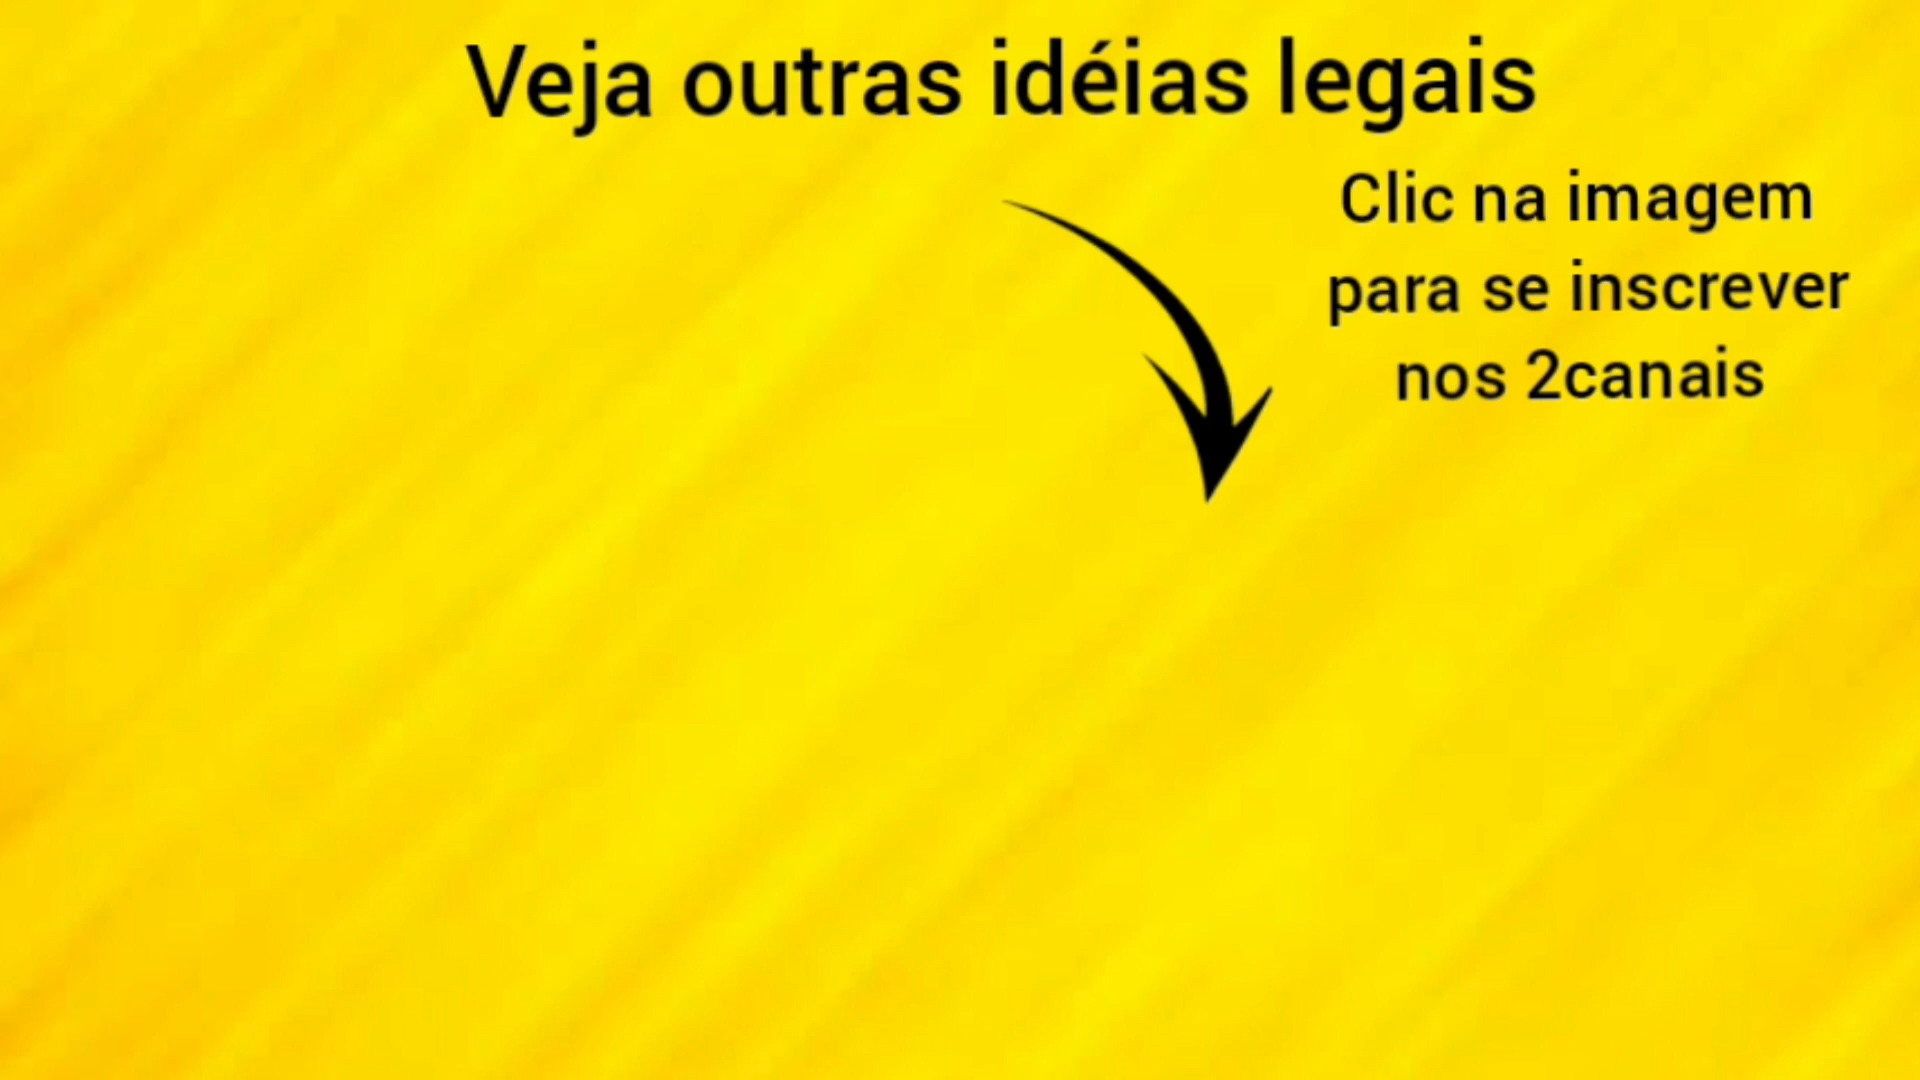 Veja outras idéias legais
Clic na imagem
para se inscrever
nos 2canais